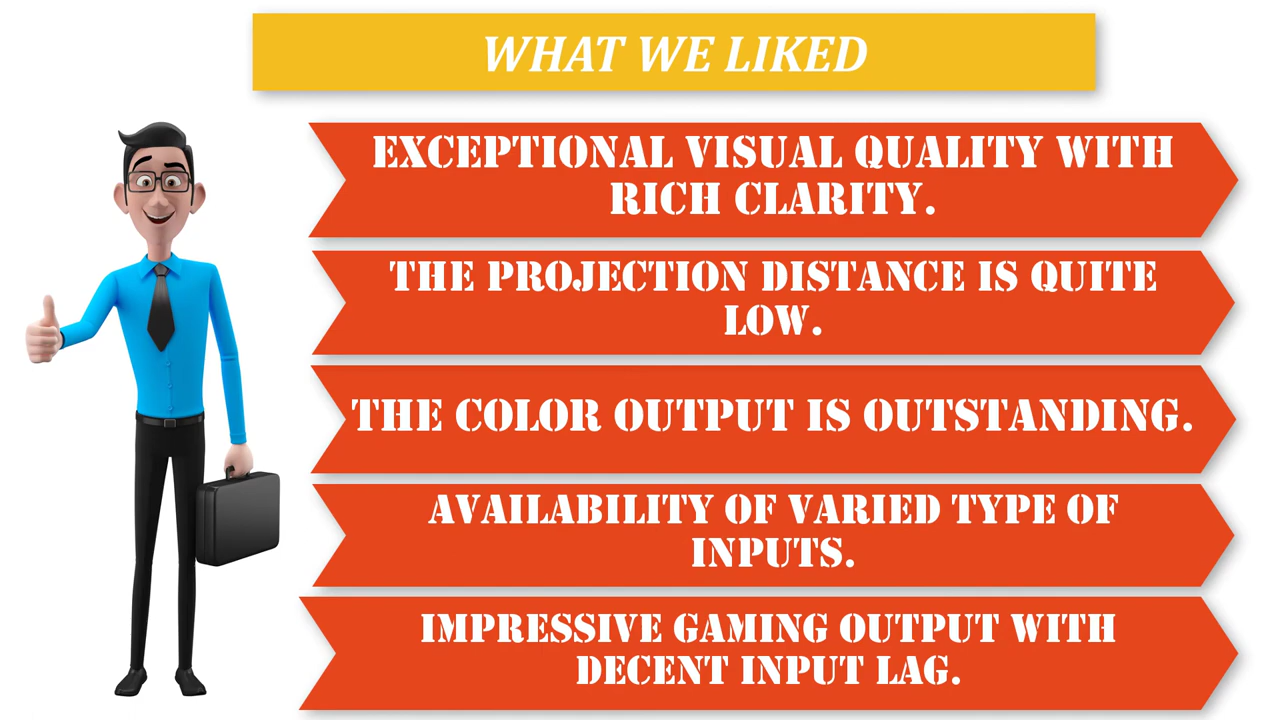 WHAT WE LIKED
EXCEPTIONAL VISUAL QUALITY WITH
RICH CLARITY.
THE PROJECTION DISTANCE IS QUITE
LOW.
THE COLOR OUTPUT IS OUTSTANDING.
AVAILABILITY OF VARIED TYPE OF
INPUTS.
IMPRESSIVE GAMING OUTPUT WITH
DECENT INPUT LAG.